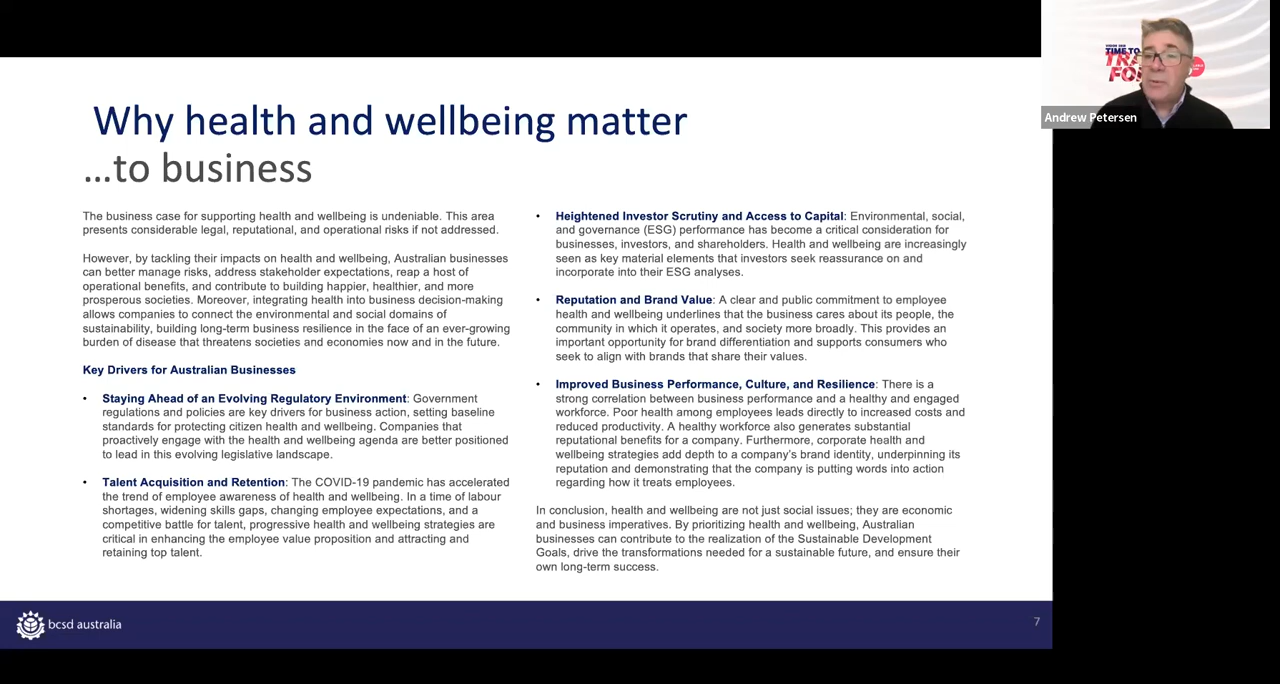 Why health and wellbeing matter
…to business
The business case for supporting health and wellbeing is undeniable. This area
presents considerable legal, reputational, and operational risks if not addressed.
However, by tackling their impacts on health and wellbeing, Australian businesses
can better manage risks, address stakeholder expectations, reap a host of
operational benefits, and contribute to building happier, healthier, and more
prosperous societies. Moreover, integrating health into business decision-making
allows companies to connect the environmental and social domains of
sustainability, building long-term business resilience in the face of an ever-growing
burden of disease that threatens societies and economies now and in the future.
Key Drivers for Australian Businesses
• Staying Ahead of an Evolving Regulatory Environment: Government
regulations and policies are key drivers for business action, setting baseline
standards for protecting citizen health and wellbeing. Companies that
proactively engage with the health and wellbeing agenda are better positioned
to lead in this evolving legislative landscape.
• Talent Acquisition and Retention: The COVID-19 pandemic has accelerated
the trend of employee awareness of health and wellbeing. In a time of labour
shortages, widening skills gaps, changing employee expectations, and a
competitive battle for talent, progressive health and wellbeing strategies are
critical in enhancing the employee value proposition and attracting and
retaining top talent.
• Heightened Investor Scrutiny and Access to Capital: Environmental, social,
and governance (ESG) performance has become a critical consideration for
businesses, investors, and shareholders. Health and wellbeing are increasingly
seen as key material elements that investors seek reassurance on and
incorporate into their ESG analyses.
• Reputation and Brand Value: A clear and public commitment to employee
health and wellbeing underlines that the business cares about its people, the
community in which it operates, and society more broadly. This provides an
important opportunity for brand differentiation and supports consumers who
seek to align with brands that share their values.
• Improved Business Performance, Culture, and Resilience: There is a
strong correlation between business performance and a healthy and engaged
workforce. Poor health among employees leads directly to increased costs and
reduced productivity. A healthy workforce also generates substantial
reputational benefits for a company. Furthermore, corporate health and
wellbeing strategies add depth to a company's brand identity, underpinning its
reputation and demonstrating that the company is putting words into action
regarding how it treats employees.
In conclusion, health and wellbeing are not just social issues; they are economic
and business imperatives. By prioritizing health and wellbeing, Australian
businesses can contribute to the realization of the Sustainable Development
Goals, drive the transformations needed for a sustainable future, and ensure their
own long-term success.
bcsd australia
7
TIME TO
Andrew Petersen